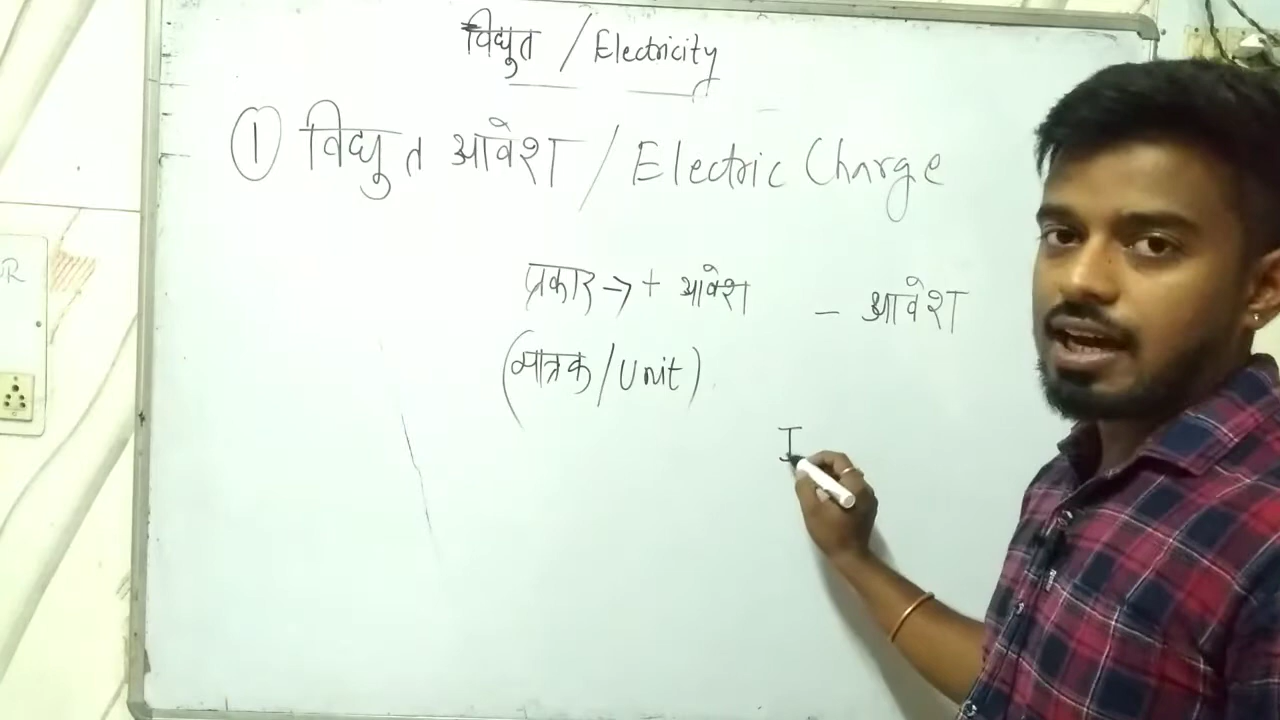 विद्युत / Electricity
① विद्युत आवेश / Electric Charge
प्रकार → + आवेश − आवेश
(मात्रक / Unit)
I